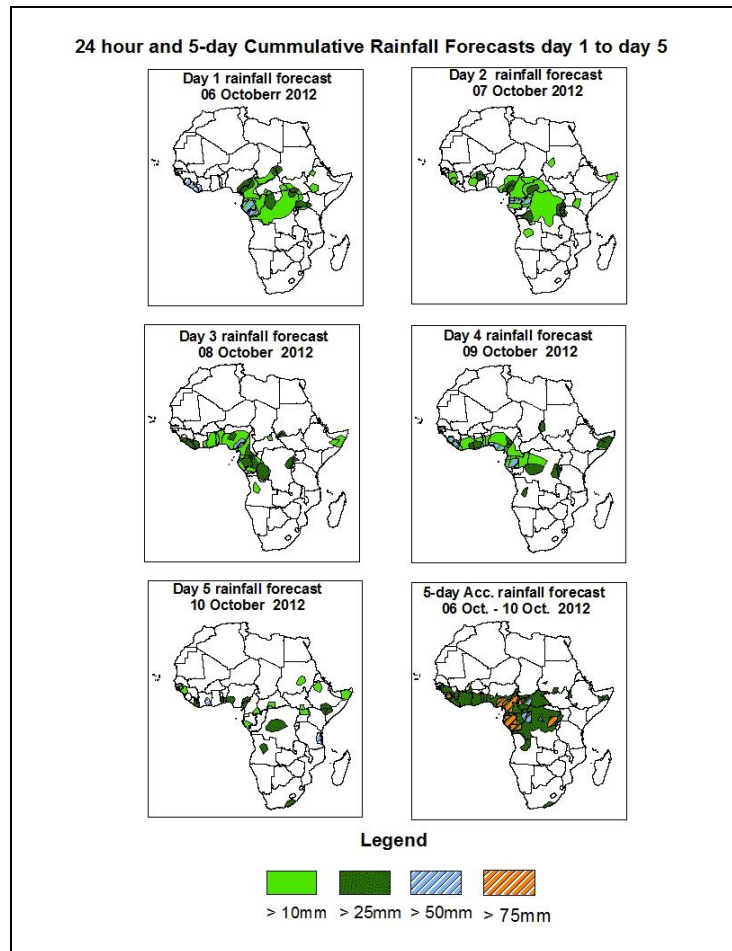 24 hour and 5-day Cummulative Rainfall Forecasts day 1 to day 5
Day 1 rainfall forecast
06 Octoberr 2012
Day 2 rainfall forecast
07 October 2012
Day 3 rainfall forecast
08 October 2012
Day 4 rainfall forecast
09 October 2012
Day 5 rainfall forecast
10 October 2012
5-day Acc. rainfall forecast
06 Oct. - 10 Oct. 2012
Legend
> 10mm > 25mm > 50mm > 75mm